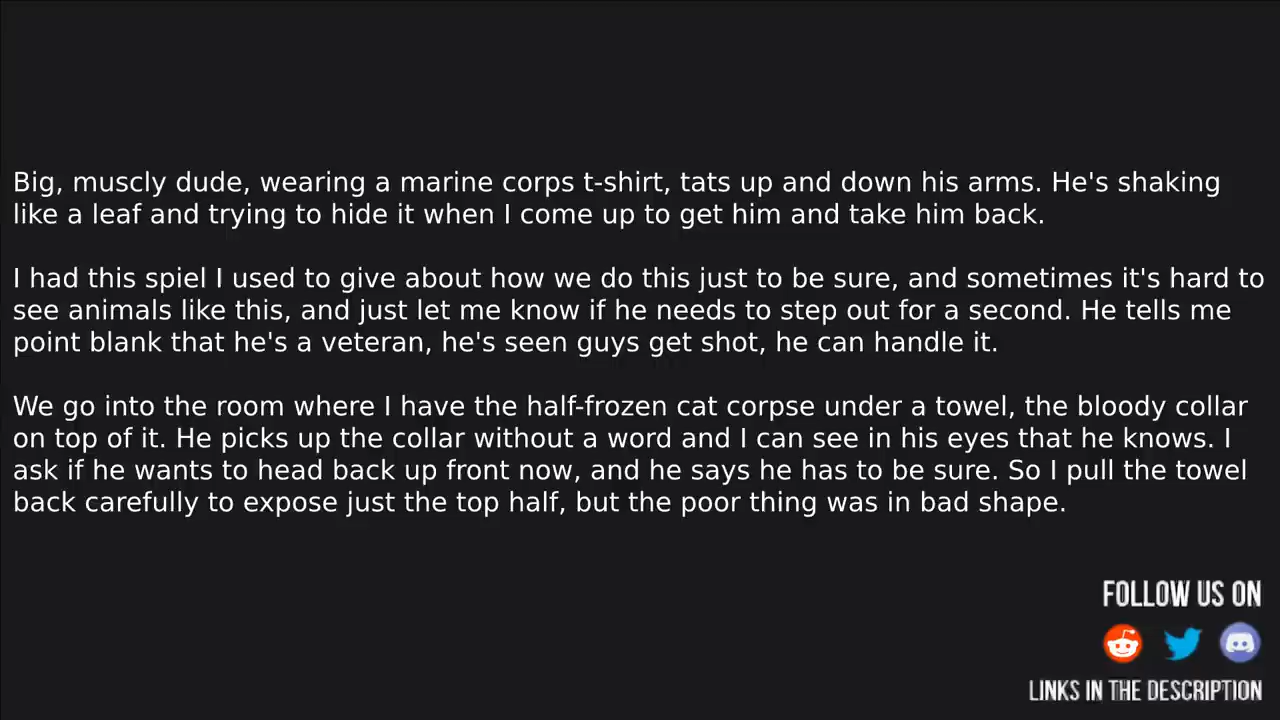 Big, muscly dude, wearing a marine corps t-shirt, tats up and down his arms. He's shaking
like a leaf and trying to hide it when I come up to get him and take him back.
I had this spiel I used to give about how we do this just to be sure, and sometimes it's hard to
see animals like this, and just let me know if he needs to step out for a second. He tells me
point blank that he's a veteran, he's seen guys get shot, he can handle it.
We go into the room where I have the half-frozen cat corpse under a towel, the bloody collar
on top of it. He picks up the collar without a word and I can see in his eyes that he knows. I
ask if he wants to head back up front now, and he says he has to be sure. So I pull the towel
back carefully to expose just the top half, but the poor thing was in bad shape.
FOLLOW US ON
LINKS IN THE DESCRIPTION